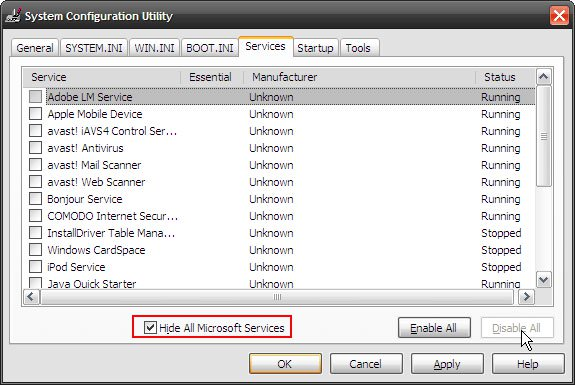 System Configuration Utility
General SYSTEM.INI WIN.INI BOOT.INI Services Startup Tools
Service Essential Manufacturer Status
Adobe LM Service Unknown Running
Apple Mobile Device Unknown Running
avast! iAVS4 Control Ser... Unknown Running
avast! Antivirus Unknown Running
avast! Mail Scanner Unknown Running
avast! Web Scanner Unknown Running
Bonjour Service Unknown Running
COMODO Internet Secur... Unknown Running
InstallDriver Table Mana... Unknown Stopped
Windows CardSpace Unknown Stopped
iPod Service Unknown Stopped
Java Quick Starter Unknown Running
Hide All Microsoft Services Enable All Disable All
OK Cancel Apply Help